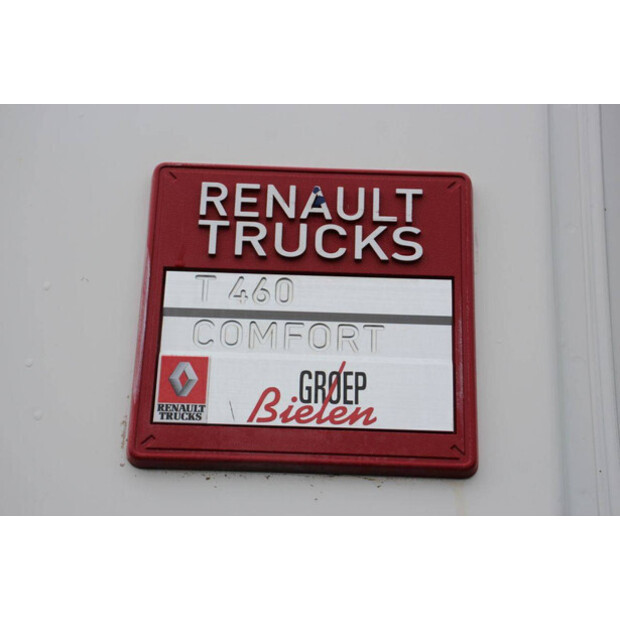 RENAULT
TRUCKS
T 460
COMFORT
RENAULT
TRUCKS
GROEP
Bielen